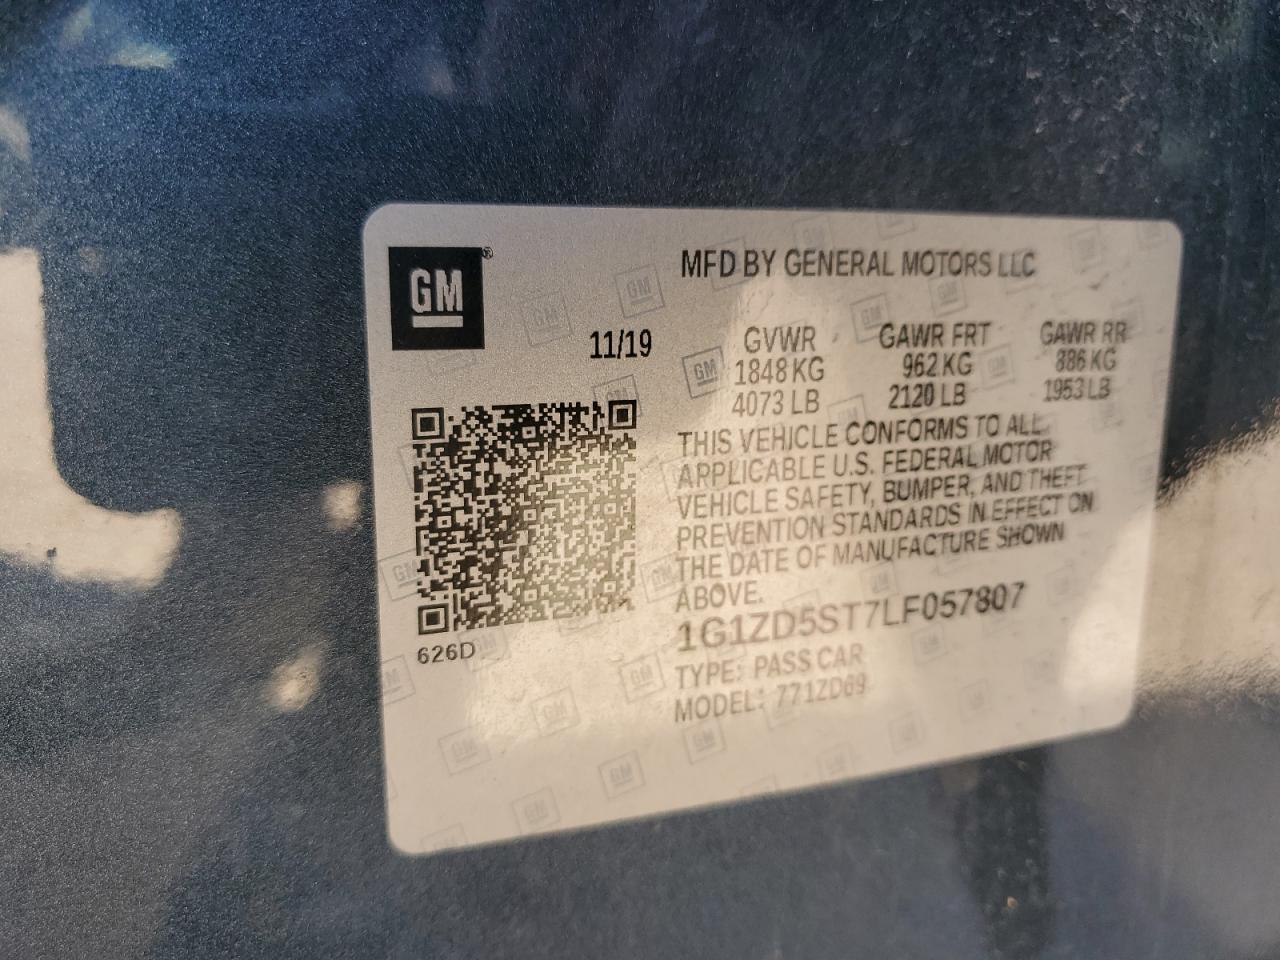 GM®
MFD BY GENERAL MOTORS LLC
11/19
GVWR GAWR FRT GAWR RR
1848 KG 962 KG 886 KG
4073 LB 2120 LB 1953 LB
THIS VEHICLE CONFORMS TO ALL
APPLICABLE U.S. FEDERAL MOTOR
VEHICLE SAFETY, BUMPER, AND THEFT
PREVENTION STANDARDS IN EFFECT ON
THE DATE OF MANUFACTURE SHOWN
ABOVE.
1G1ZD5ST7LF057807
626D
TYPE: PASS CAR
MODEL: 771ZD69